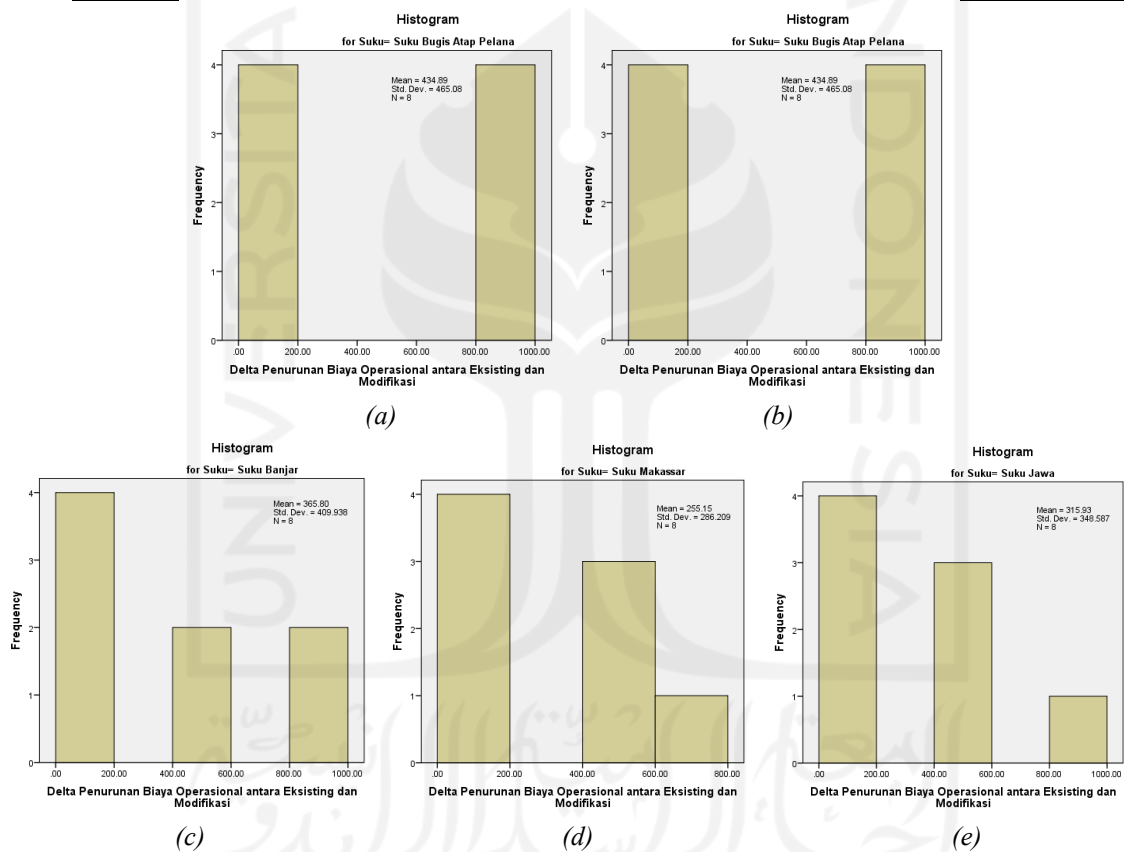 Histogram
for Suku= Suku Bugis Atap Pelana
Mean = 434.89
Std. Dev. = 465.08
N = 8
Frequency
4
3
2
1
0
.00 200.00 400.00 600.00 800.00 1000.00
Delta Penurunan Biaya Operasional antara Eksisting dan
Modifikasi
(a)
Histogram
for Suku= Suku Bugis Atap Pelana
Mean = 434.89
Std. Dev. = 465.08
N = 8
Frequency
4
3
2
1
0
.00 200.00 400.00 600.00 800.00 1000.00
Delta Penurunan Biaya Operasional antara Eksisting dan
Modifikasi
(b)
Histogram
for Suku= Suku Banjar
Mean = 365.80
Std. Dev. = 409.938
N = 8
Frequency
4
3
2
1
0
.00 200.00 400.00 600.00 800.00 1000.00
Delta Penurunan Biaya Operasional antara Eksisting dan
Modifikasi
(c)
Histogram
for Suku= Suku Makassar
Mean = 255.15
Std. Dev. = 286.209
N = 8
Frequency
4
3
2
1
0
.00 200.00 400.00 600.00 800.00
Delta Penurunan Biaya Operasional antara Eksisting dan
Modifikasi
(d)
Histogram
for Suku= Suku Jawa
Mean = 315.93
Std. Dev. = 348.587
N = 8
Frequency
4
3
2
1
0
.00 200.00 400.00 600.00 800.00 1000.00
Delta Penurunan Biaya Operasional antara Eksisting dan
Modifikasi
(e)
UNIVERSITA
NDONESIA